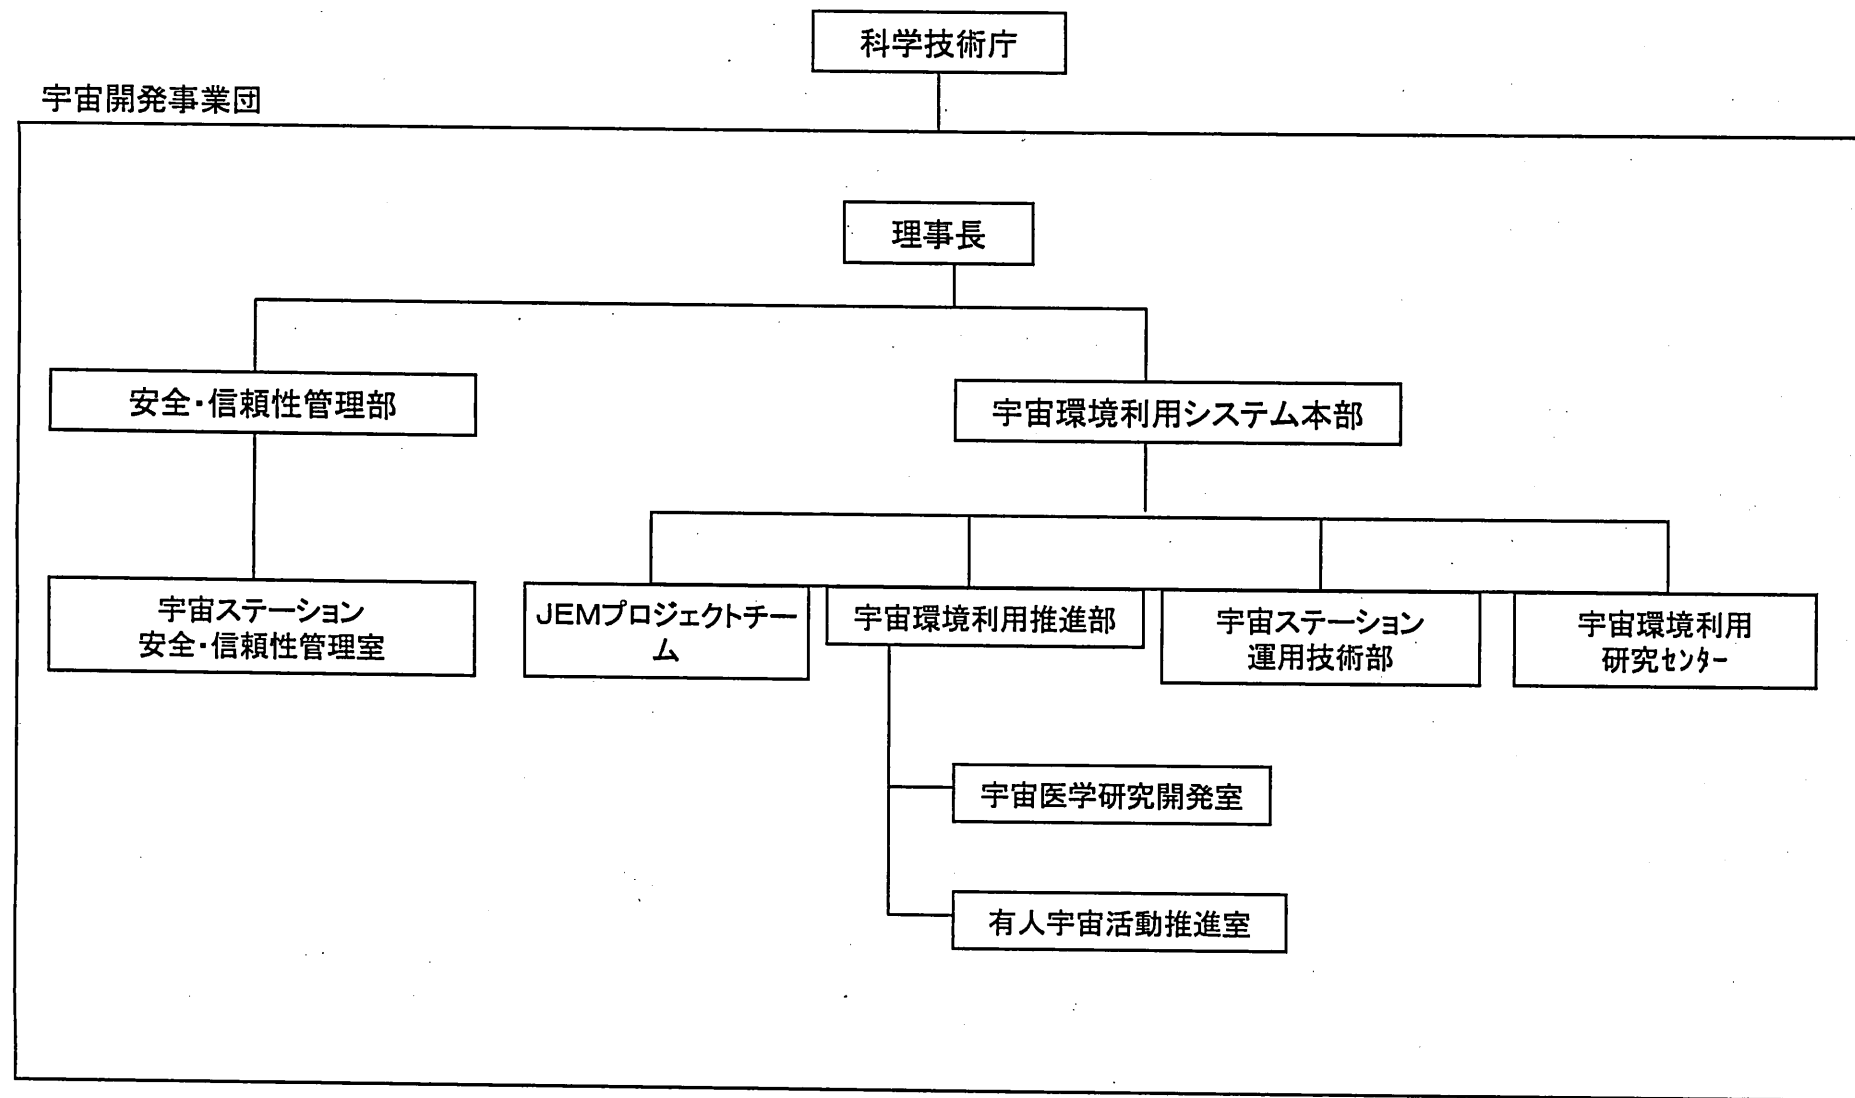 科学技術庁
宇宙開発事業団
理事長
安全・信頼性管理部
宇宙環境利用システム本部
宇宙ステーション
安全・信頼性管理室
JEMプロジェクトチー
ム
宇宙環境利用推進部
宇宙ステーション
運用技術部
宇宙環境利用
研究ｾﾝﾀｰ
宇宙医学研究開発室
有人宇宙活動推進室